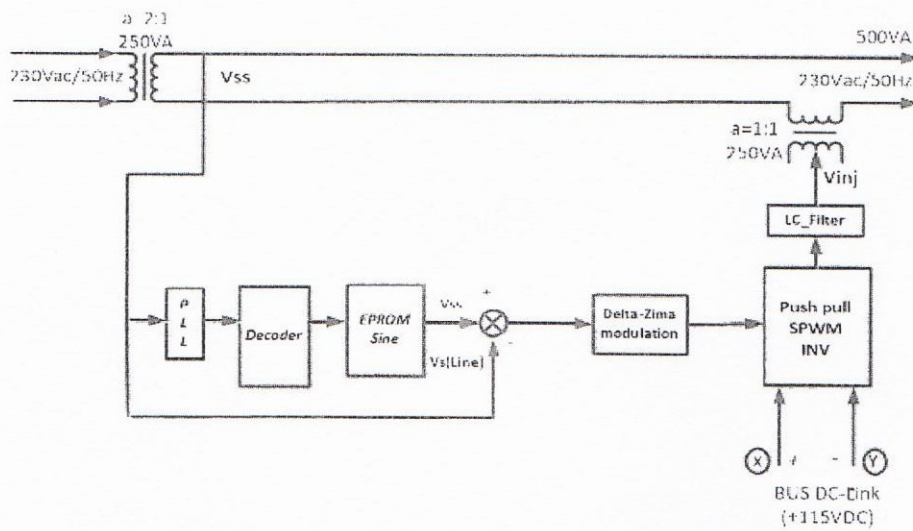 a 2:1
250VA
230Vac/50Hz
Vss
500VA
230Vac/50Hz
a=1:1
250VA
Vinj
LC_Filter
P
L
L
Decoder
EPROM
Sine
Vss
+
-
Vs(Line)
Delta-Zima
modulation
Push pull
SPWM
INV
X
+
-
Y
BUS DC-Link
(+115VDC)